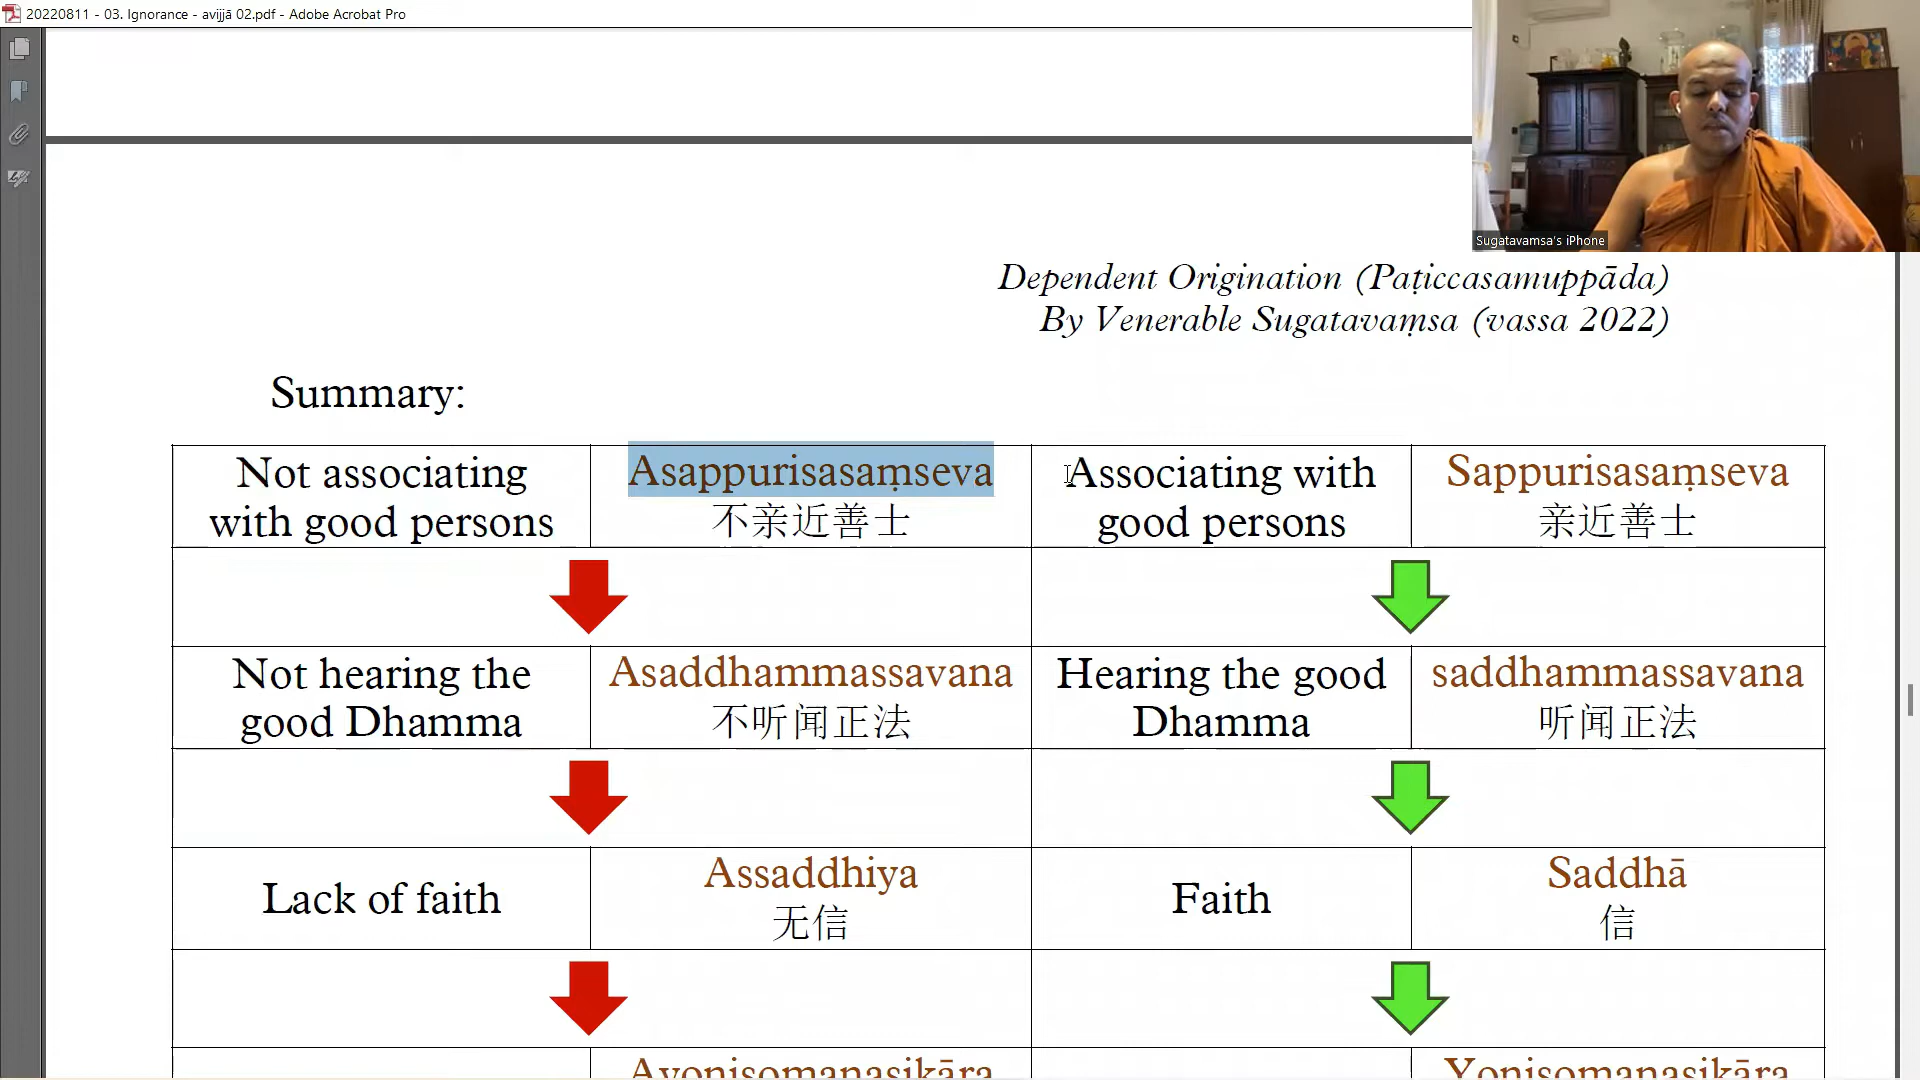 20220811 - 03. Ignorance - avijjā 02.pdf - Adobe Acrobat Pro
Sugatavamsa's iPhone
Dependent Origination (Paṭiccasamuppāda)
By Venerable Sugatavaṃsa (vassa 2022)
Summary:
Not associating
with good persons
Asappurisasaṃseva
不亲近善士
Associating with
good persons
Sappurisasaṃseva
亲近善士
Not hearing the
good Dhamma
Asaddhammassavana
不听闻正法
Hearing the good
Dhamma
saddhammassavana
听闻正法
Lack of faith
Assaddhiya
无信
Faith
Saddhā
信
Ayonisomanasikāra
Yonisomanasikāra